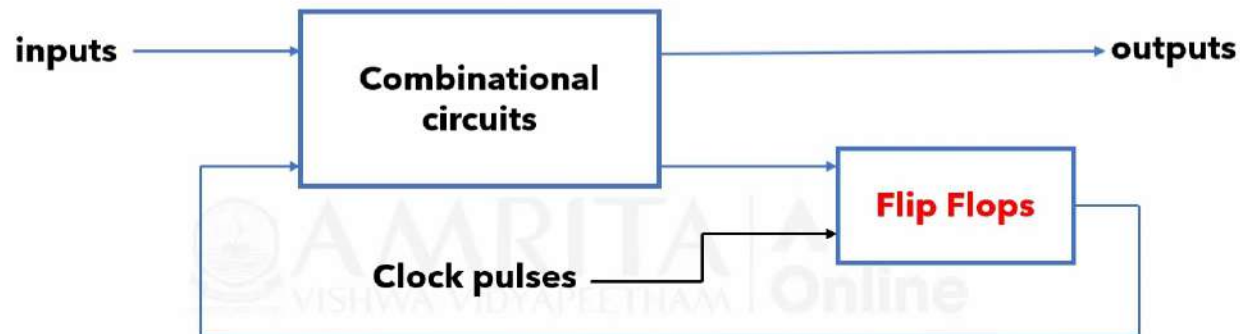 inputs
Combinational
circuits
outputs
Flip Flops
Clock pulses
AMRITA
VISHWA VIDYAPEETHAM
Online